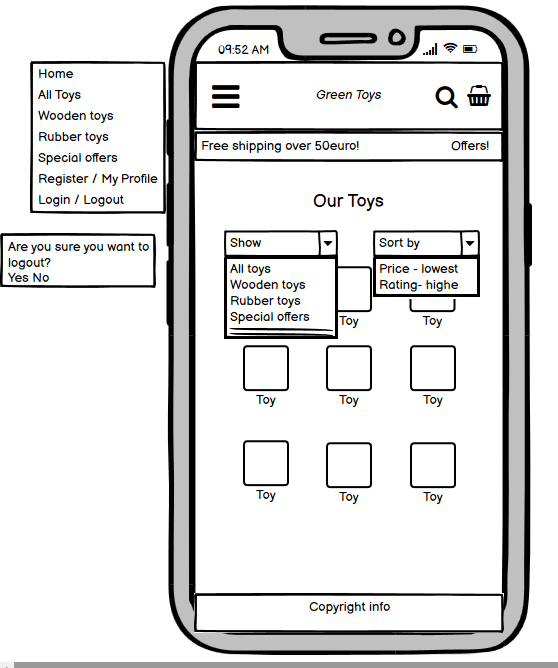 09:52 AM
Home
All Toys
Wooden toys
Rubber toys
Special offers
Register / My Profile
Login / Logout
Are you sure you want to
logout?
Yes No
Green Toys
Free shipping over 50euro! Offers!
Our Toys
Show
All toys
Wooden toys
Rubber toys
Special offers
Sort by
Price - lowest
Rating- highe
Toy Toy
Toy Toy Toy
Toy Toy Toy
Copyright info